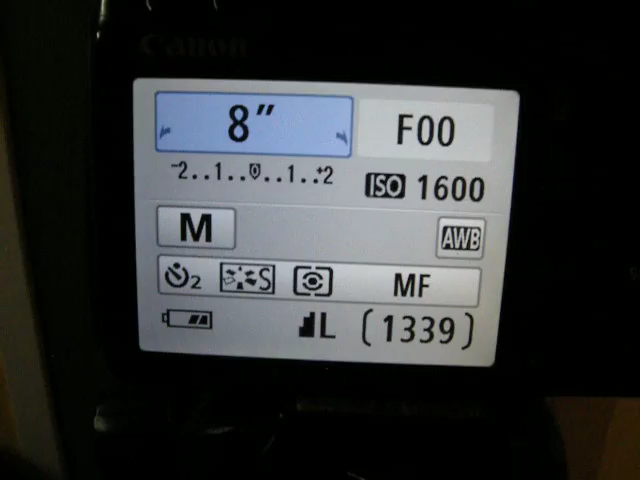 Canon
8" F00
-2..1..0..1..+2 ISO 1600
M AWB
2 S MF
L (1339)